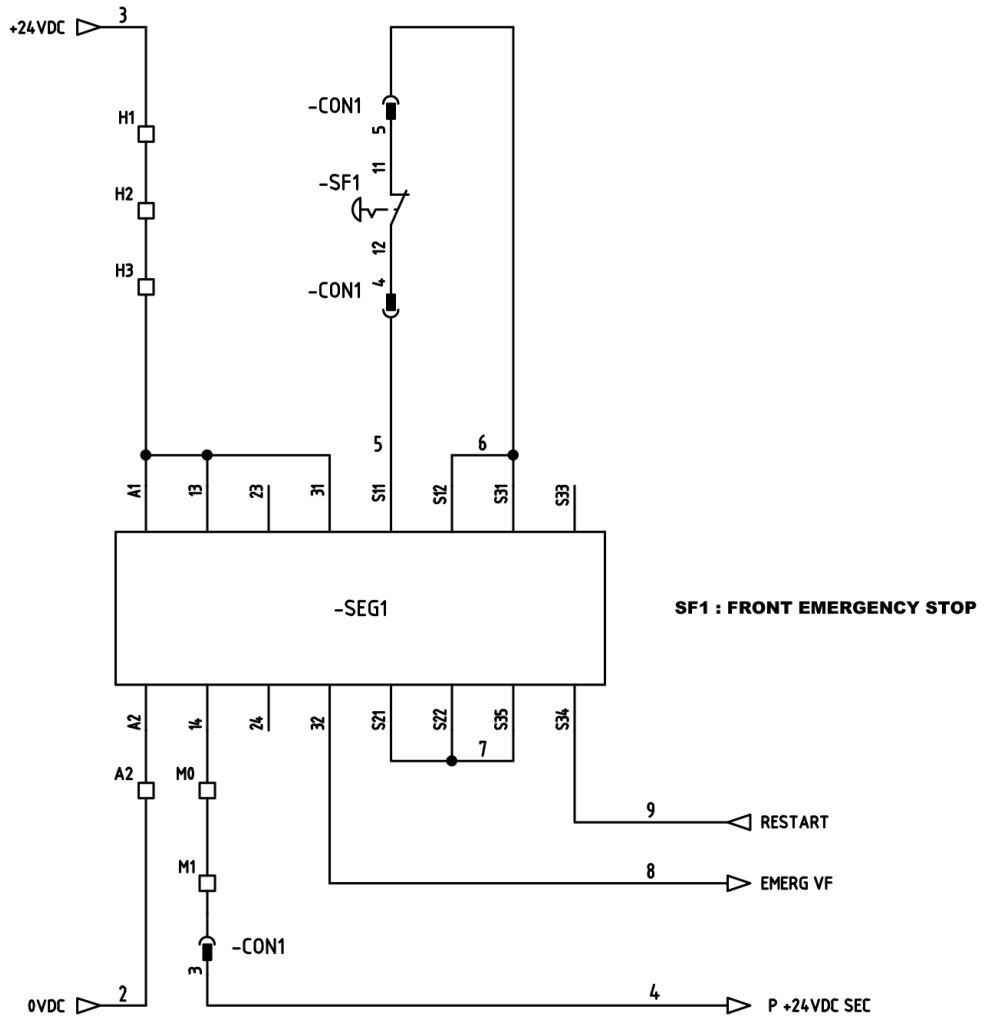 +24VDC 3
H1
-CON1
5
H2
11
-SF1
12
H3
-CON1 4
5 6
A1 13 23 31 S11 S12 S31 S33
-SEG1
SF1 : FRONT EMERGENCY STOP
A2 14 24 32 S21 S22 S35 S34
7
A2 M0
9 RESTART
M1
8 EMERG VF
-CON1
3
0VDC 2
4 P +24VDC SEC